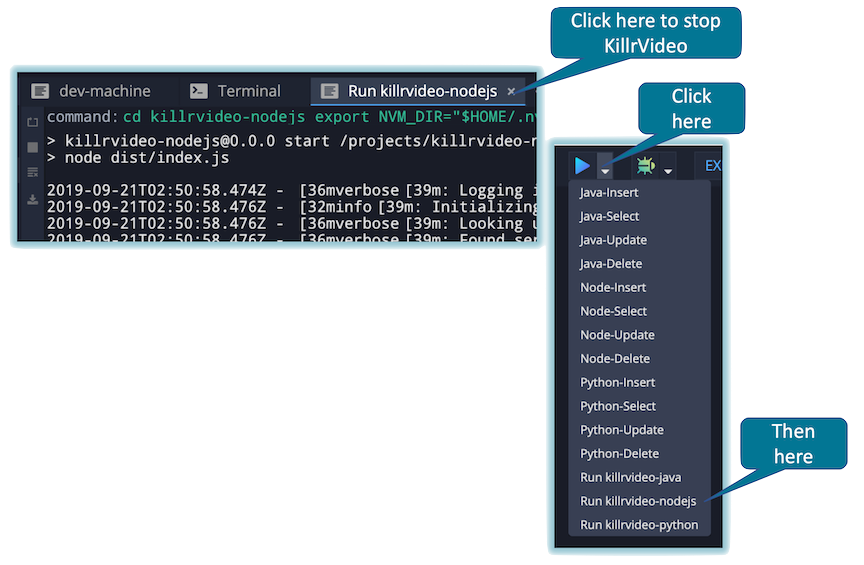 Click here to stop
KillrVideo
dev-machine
Terminal
Run killrvideo-nodejs ×
command: cd killrvideo-nodejs export NVM_DIR="$HOME/.nv
> killrvideo-nodejs@0.0.0 start /projects/killrvideo-n
> node dist/index.js
2019-09-21T02:50:58.474Z - [36mverbose[39m: Logging i
2019-09-21T02:50:58.476Z - [32minfo[39m: Initializing
2019-09-21T02:50:58.476Z - [36mverbose[39m: Looking u
2019-09-21T02:50:58.476Z - [36mverbose[39m: Found ser
Click
here
EX
Java-Insert
Java-Select
Java-Update
Java-Delete
Node-Insert
Node-Select
Node-Update
Node-Delete
Python-Insert
Python-Select
Python-Update
Python-Delete
Run killrvideo-java
Run killrvideo-nodejs
Run killrvideo-python
Then
here